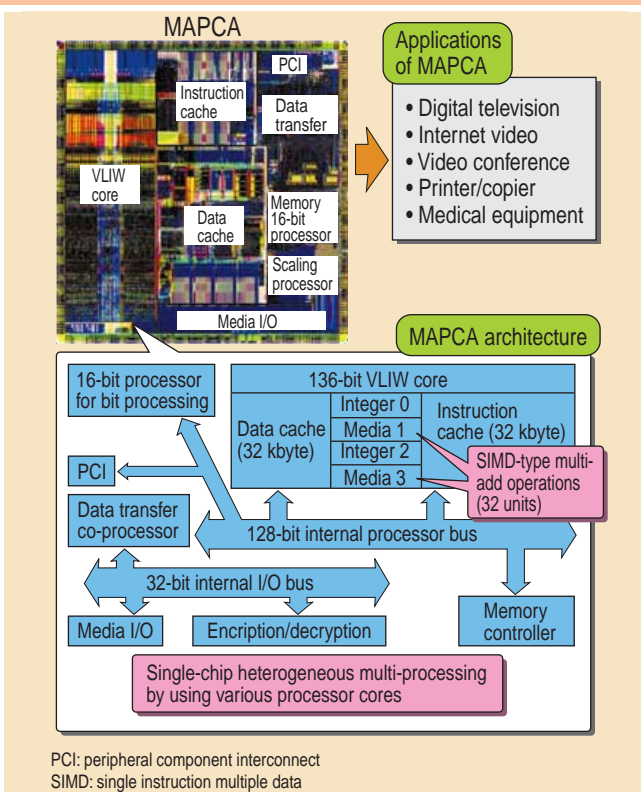 MAPCA
PCI
Instruction
cache
Data
transfer
VLIW
core
Data
cache
Memory
16-bit
processor
Scaling
processor
Media I/O
Applications
of MAPCA
• Digital television
• Internet video
• Video conference
• Printer/copier
• Medical equipment
MAPCA architecture
16-bit processor
for bit processing
136-bit VLIW core
Data cache
(32 kbyte)
Integer 0
Media 1
Integer 2
Media 3
Instruction
cache (32 kbyte)
SIMD-type multi-
add operations
(32 units)
PCI
Data transfer
co-processor
128-bit internal processor bus
32-bit internal I/O bus
Media I/O
Encription/decryption
Memory
controller
Single-chip heterogeneous multi-processing
by using various processor cores
PCI: peripheral component interconnect
SIMD: single instruction multiple data